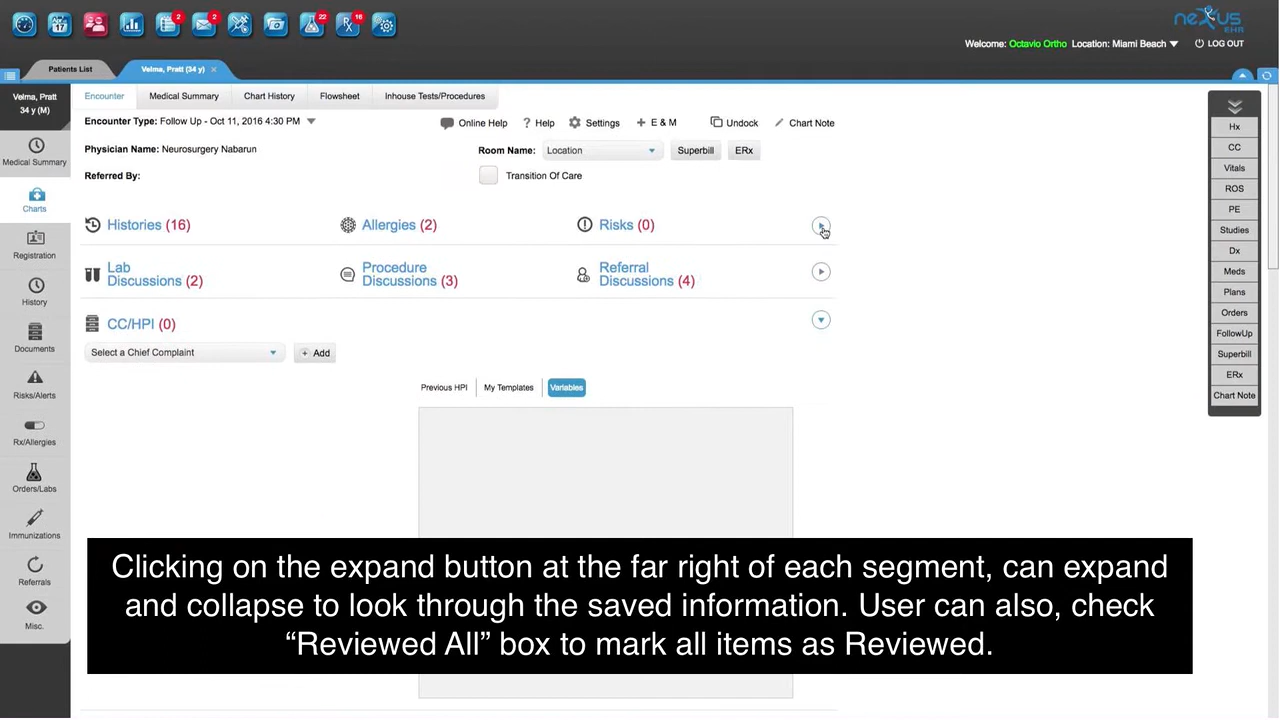 2
2
22
16
APR
17
neXus
EHR
Welcome: Octavio Ortho Location: Miami Beach
LOG OUT
Patients List
Velma, Pratt (34 y) ×
Velma, Pratt
34 y (M)
Medical Summary
Charts
Registration
History
Documents
Risks/Alerts
Rx/Allergies
Orders/Labs
Immunizations
Referrals
Misc.
Encounter
Medical Summary
Chart History
Flowsheet
Inhouse Tests/Procedures
Encounter Type: Follow Up - Oct 11, 2016 4:30 PM
Online Help
? Help
Settings
+ E & M
Undock
Chart Note
Physician Name: Neurosurgery Nabarun
Room Name: Location
Superbill
ERx
Referred By:
Transition Of Care
Histories (16)
Allergies (2)
Risks (0)
Lab
Discussions (2)
Procedure
Discussions (3)
Referral
Discussions (4)
CC/HPI (0)
Select a Chief Complaint
+ Add
Previous HPI
My Templates
Variables
Hx
CC
Vitals
ROS
PE
Studies
Dx
Meds
Plans
Orders
FollowUp
Superbill
ERx
Chart Note
Clicking on the expand button at the far right of each segment, can expand
and collapse to look through the saved information. User can also, check
“Reviewed All” box to mark all items as Reviewed.